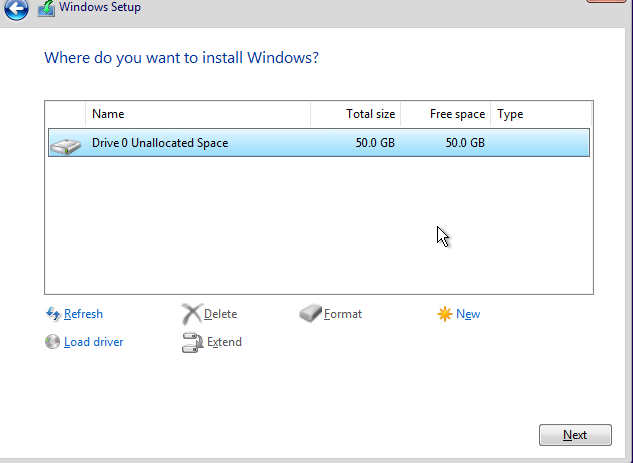 Windows Setup
Where do you want to install Windows?
Name Total size Free space Type
Drive 0 Unallocated Space 50.0 GB 50.0 GB
Refresh Delete Format New
Load driver Extend
Next